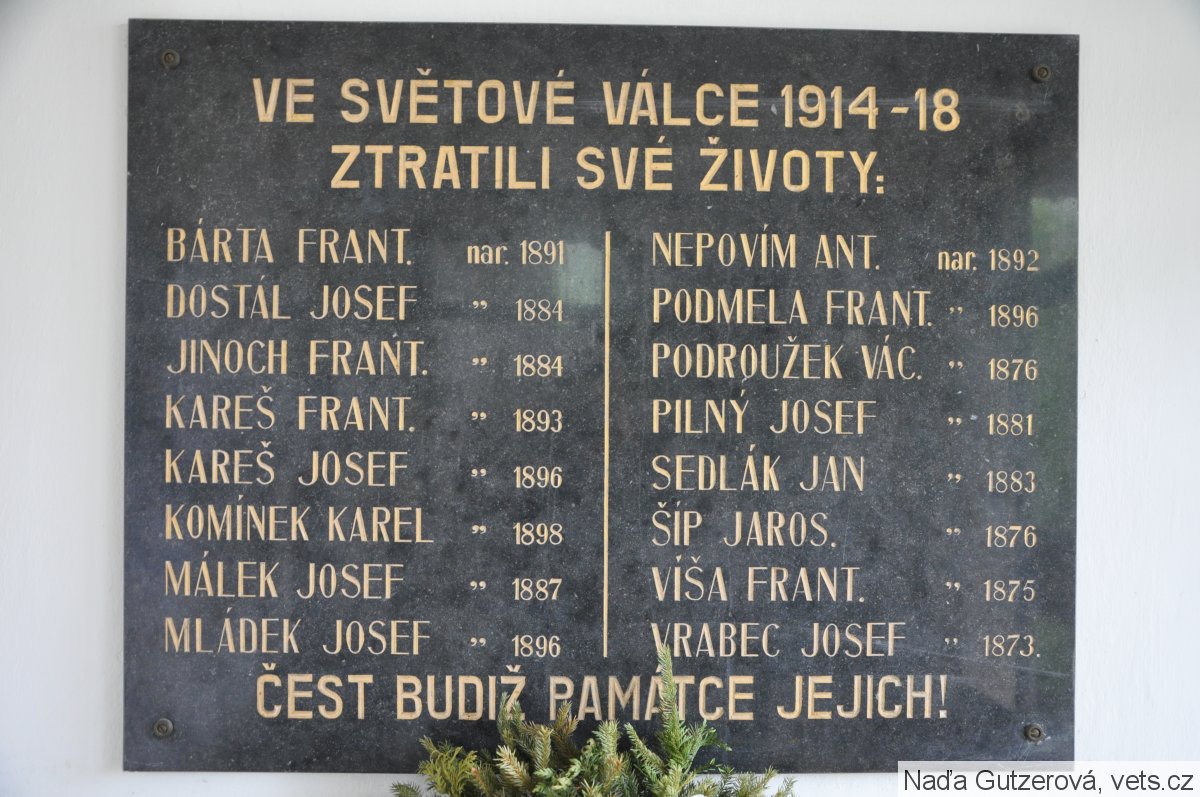 VE SVĚTOVÉ VÁLCE 1914-18
ZTRATILI SVÉ ŽIVOTY:
BÁRTA FRANT. nar. 1891
DOSTÁL JOSEF " 1884
JINOCH FRANT. " 1884
KAREŠ FRANT. " 1893
KAREŠ JOSEF " 1896
KOMÍNEK KAREL " 1898
MÁLEK JOSEF " 1887
MLÁDEK JOSEF " 1896
NEPOVÍM ANT. nar. 1892
PODMELA FRANT. " 1896
PODROUŽEK VÁC. " 1876
PILNÝ JOSEF " 1881
SEDLÁK JAN " 1883
ŠÍP JAROS. " 1876
VÍŠA FRANT. " 1875
VRABEC JOSEF " 1873.
ČEST BUDIŽ PAMÁTCE JEJICH!
Naďa Gutzerová, vets.cz